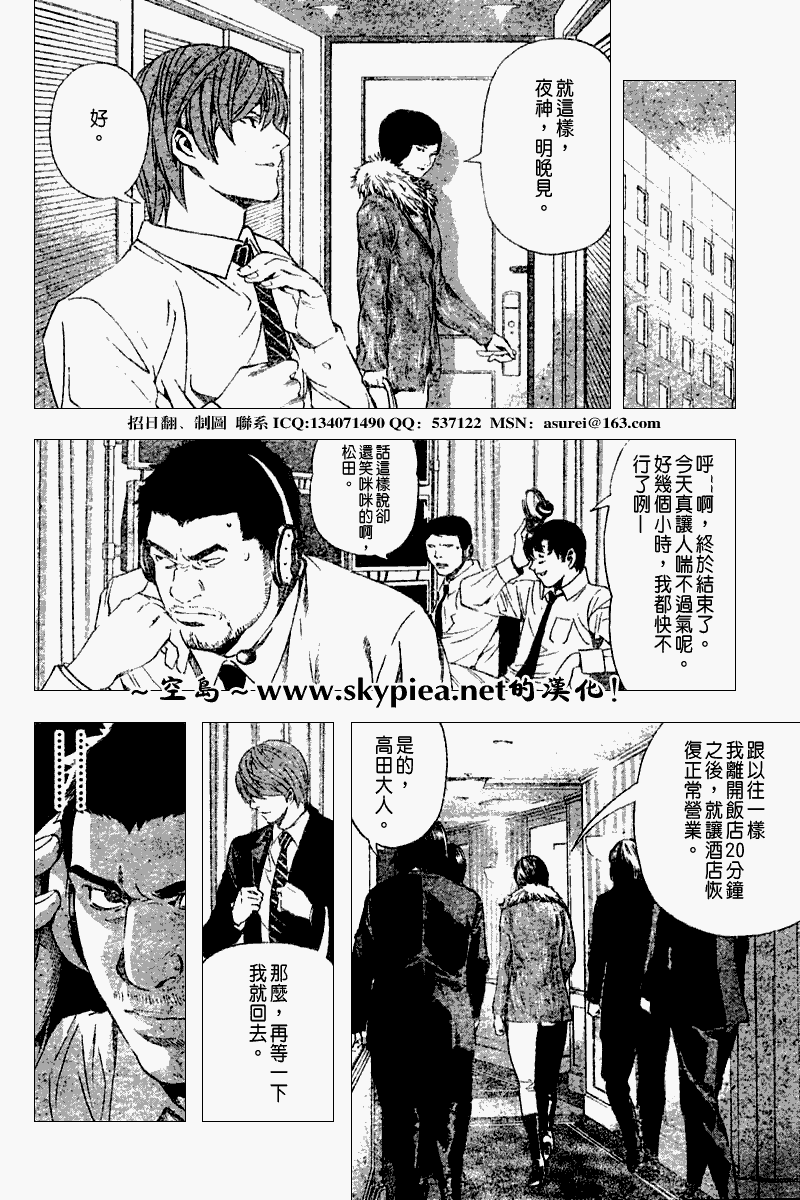 就這樣，
夜神，明晚見。
好。
招日翻、制圖 聯系ICQ:134071490 QQ：537122 MSN：asurei@163.com
呼~啊，終於結束了。
今天真讓人喘不過氣呢。
好幾個小時，我都快不
行了咧—
話這樣說卻
還笑咪咪的啊，
松田。
~空島~www.skypiea.net的漢化!
跟以往一樣
我離開飯店20分鐘
之後，就讓酒店恢
復正常營業。
是的，
高田大人。
那麼，再等一下
我就回去。